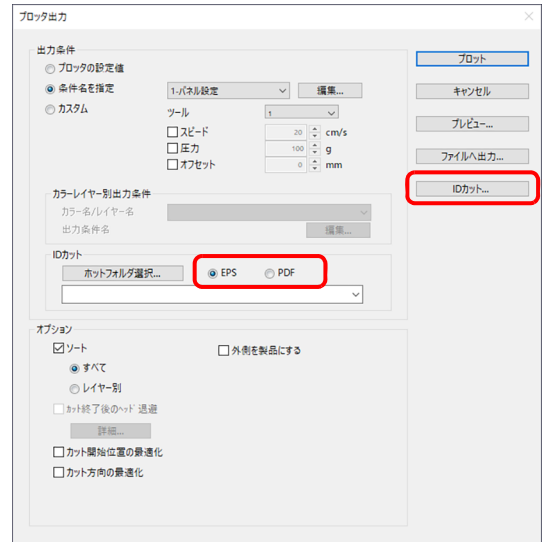 プロッタ出力
出力条件
プロッタの設定値
条件名を指定
1-パネル設定
編集...
カスタム
ツール
1
スピード
20
cm/s
圧力
100
g
オフセット
0
mm
カラーレイヤー別出力条件
カラー名/レイヤー名
出力条件名
編集...
IDカット
ホットフォルダ選択...
EPS
PDF
オプション
ソート
外側を製品にする
すべて
レイヤー別
カット終了後のヘッド退避
詳細...
カット開始位置の最適化
カット方向の最適化
プロット
キャンセル
プレビュー...
ファイルへ出力...
IDカット...